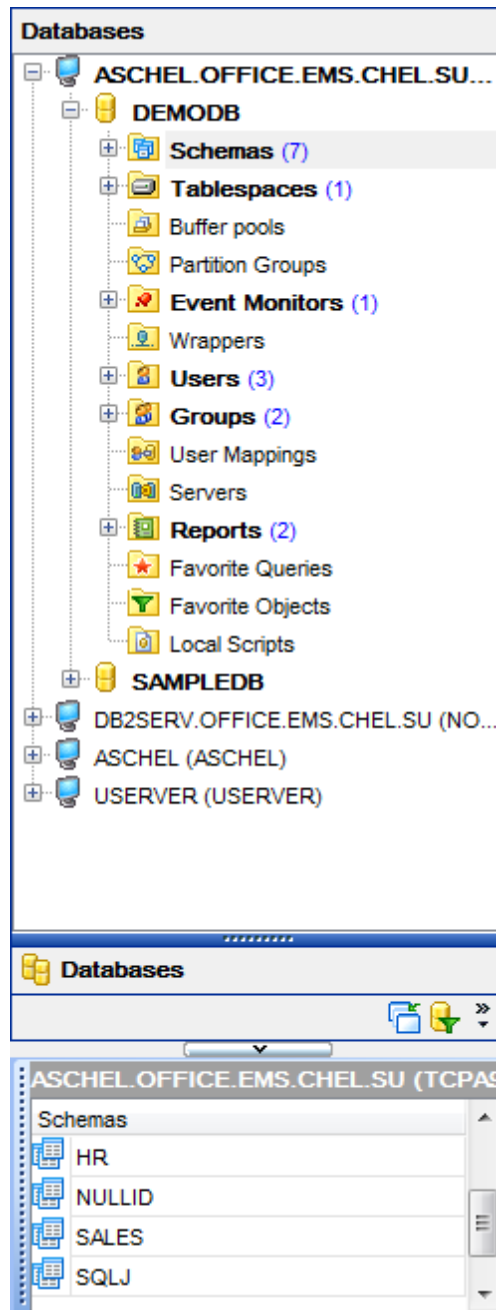 Databases
ASCHEL.OFFICE.EMS.CHEL.SU...
DEMODB
Schemas (7)
Tablespaces (1)
Buffer pools
Partition Groups
Event Monitors (1)
Wrappers
Users (3)
Groups (2)
User Mappings
Servers
Reports (2)
Favorite Queries
Favorite Objects
Local Scripts
SAMPLEDB
DB2SERV.OFFICE.EMS.CHEL.SU (NO...
ASCHEL (ASCHEL)
USERVER (USERVER)
Databases
ASCHEL.OFFICE.EMS.CHEL.SU (TCPAS
Schemas
HR
NULLID
SALES
SQLJ